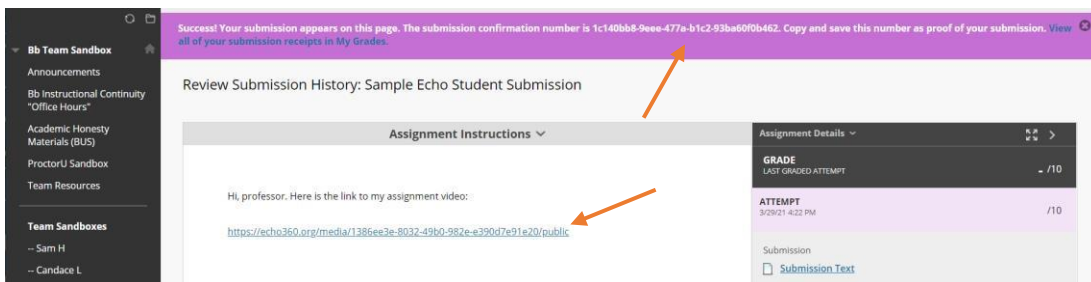 Success! Your submission appears on this page. The submission confirmation number is 1c140bb8-9eee-477a-b1c2-93ba60f0b462. Copy and save this number as proof of your submission. View
all of your submission receipts in My Grades.
Bb Team Sandbox
Announcements
Bb Instructional Continuity
"Office Hours"
Academic Honesty
Materials (BUS)
ProctorU Sandbox
Team Resources
Team Sandboxes
-- Sam H
-- Candace L
Review Submission History: Sample Echo Student Submission
Assignment Instructions
Hi, professor. Here is the link to my assignment video:
https://echo360.org/media/1386ee3e-8032-49b0-982e-e390d7e91e20/public
Assignment Details
GRADE
LAST GRADED ATTEMPT
- /10
ATTEMPT
3/29/21 4:22 PM
/10
Submission
Submission Text